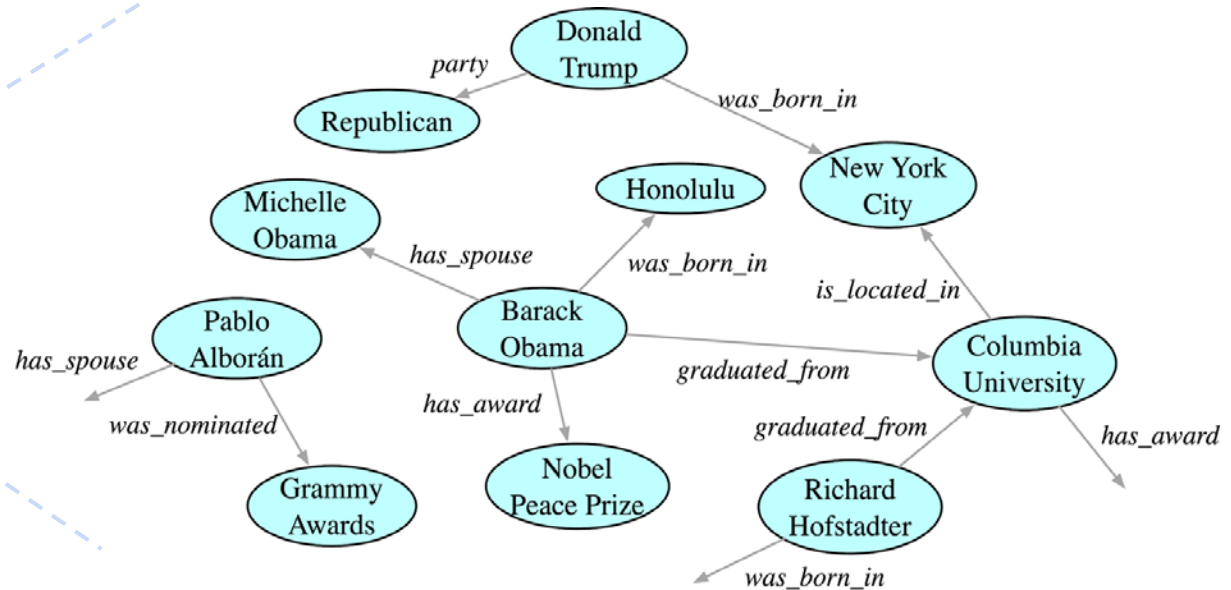 Donald
Trump
party
was_born_in
Republican
New York
City
Honolulu
Michelle
Obama
has_spouse
was_born_in
is_located_in
Barack
Obama
Pablo
Alborán
has_spouse
Columbia
University
graduated_from
has_award
was_nominated
graduated_from
has_award
Nobel
Peace Prize
Grammy
Awards
Richard
Hofstadter
was_born_in